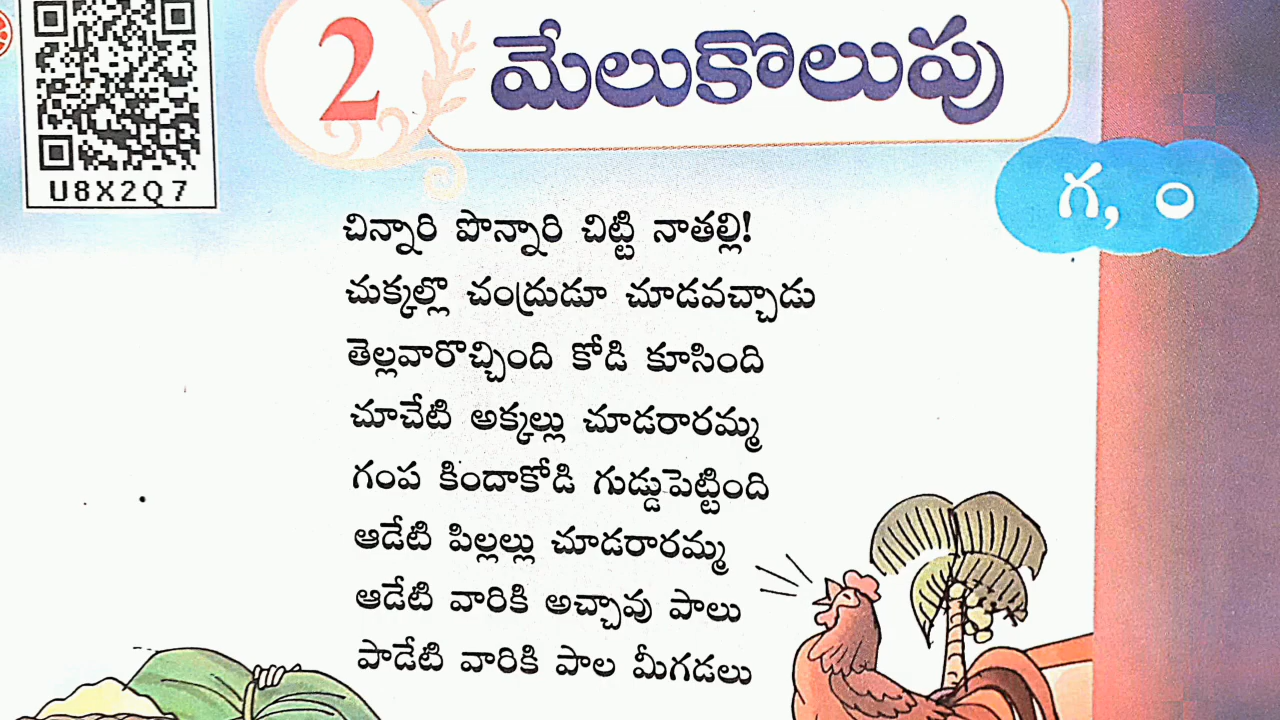 U8X2Q7
2
మేలుకొలుపు
గ, ం
చిన్నారి పొన్నారి చిట్టి నాతల్లి!
చుక్కల్లొ చంద్రుడూ చూడవచ్చాడు
తెల్లవారొచ్చింది కోడి కూసింది
చూచేటి అక్కల్లు చూడరారమ్మ
గంప కిందాకోడి గుడ్డుపెట్టింది
ఆడేటి పిల్లల్లు చూడరారమ్మ
ఆడేటి వారికి అచ్చావు పాలు
పాడేటి వారికి పాల మీగడలు